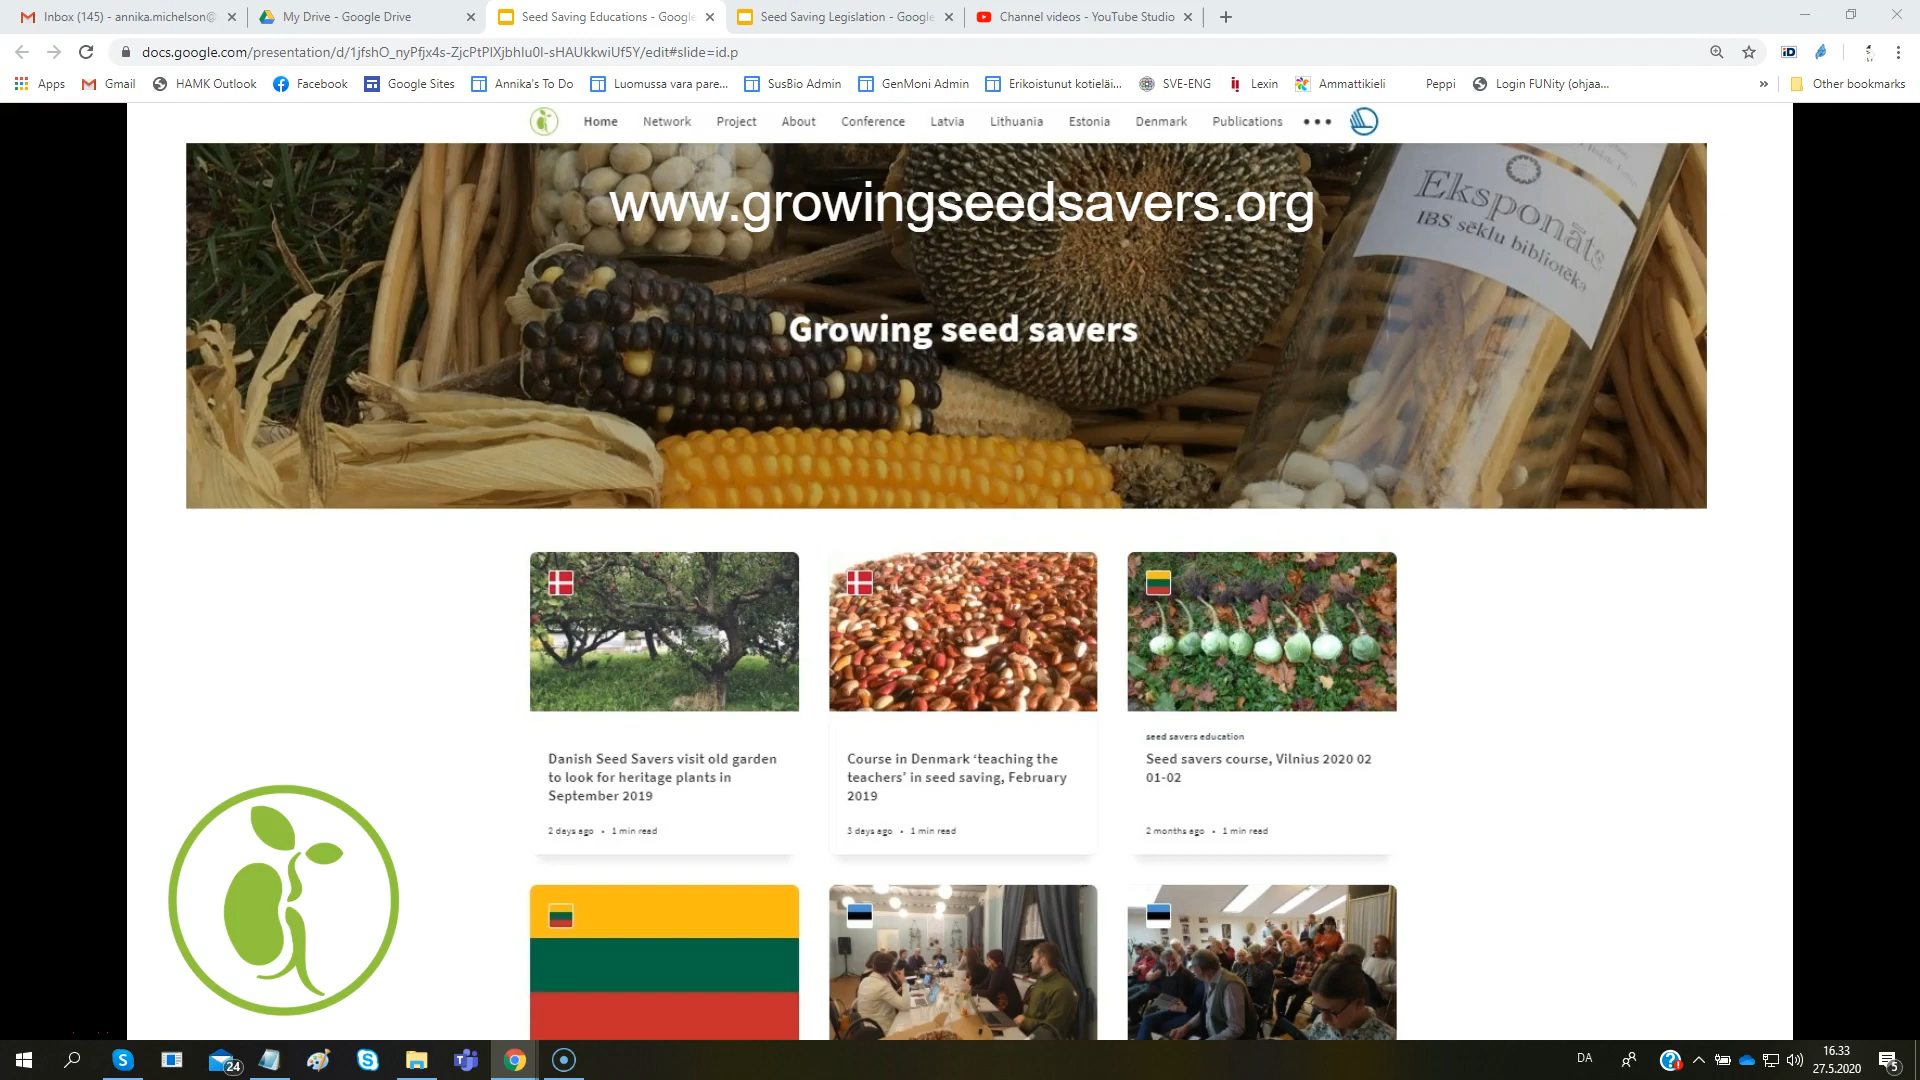 Inbox (145) - annika.michelson@
My Drive - Google Drive
Seed Saving Educations - Google
Seed Saving Legislation - Google
Channel videos - YouTube Studio
docs.google.com/presentation/d/1jfshO_nyPfjx4s-ZjcPtPlXjbhIu0l-sHAUkkwiUf5Y/edit#slide=id.p
Apps
Gmail
HAMK Outlook
Facebook
Google Sites
Annika's To Do
Luomussa vara pare...
SusBio Admin
GenMoni Admin
Erikoistunut kotieläi...
SVE-ENG
Lexin
Ammattikieli
Peppi
Login FUNity (ohjaa...
»
Other bookmarks
Home
Network
Project
About
Conference
Latvia
Lithuania
Estonia
Denmark
Publications
www.growingseedsavers.org
Growing seed savers
Eksponāts
IBS sēklu bibliotēka
Danish Seed Savers visit old garden
to look for heritage plants in
September 2019
2 days ago • 1 min read
Course in Denmark ‘teaching the
teachers’ in seed saving, February
2019
3 days ago • 1 min read
seed savers education
Seed savers course, Vilnius 2020 02
01-02
2 months ago • 1 min read
24
DA
16.33
27.5.2020
5